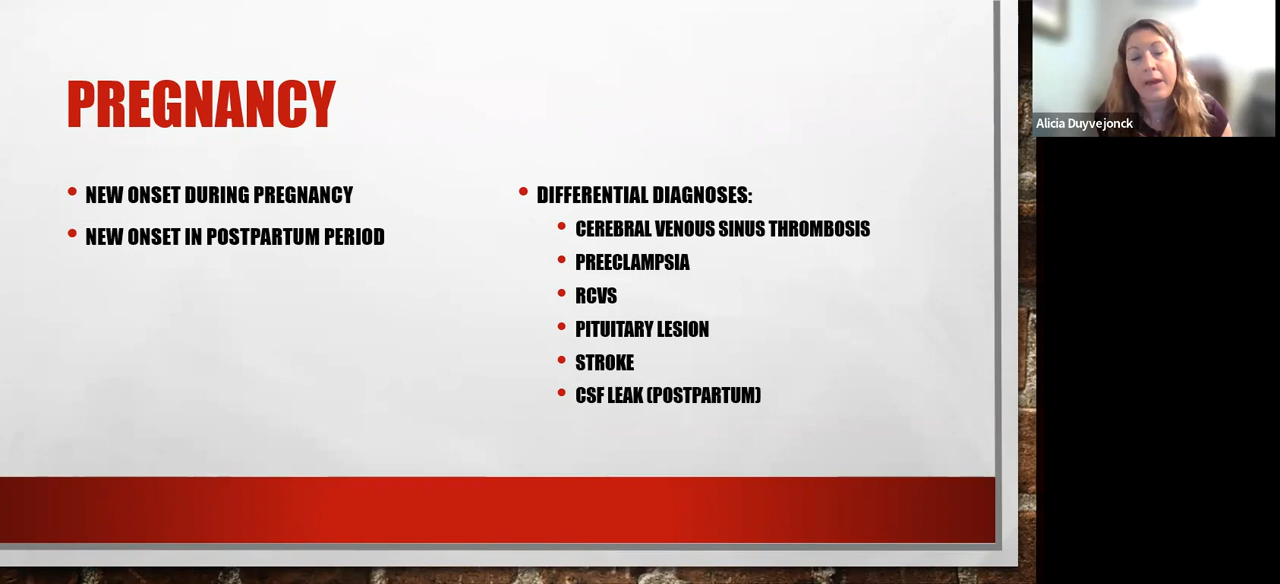 PREGNANCY
NEW ONSET DURING PREGNANCY
NEW ONSET IN POSTPARTUM PERIOD
DIFFERENTIAL DIAGNOSES:
CEREBRAL VENOUS SINUS THROMBOSIS
PREECLAMPSIA
RCVS
PITUITARY LESION
STROKE
CSF LEAK (POSTPARTUM)
Alicia Duyvejonck